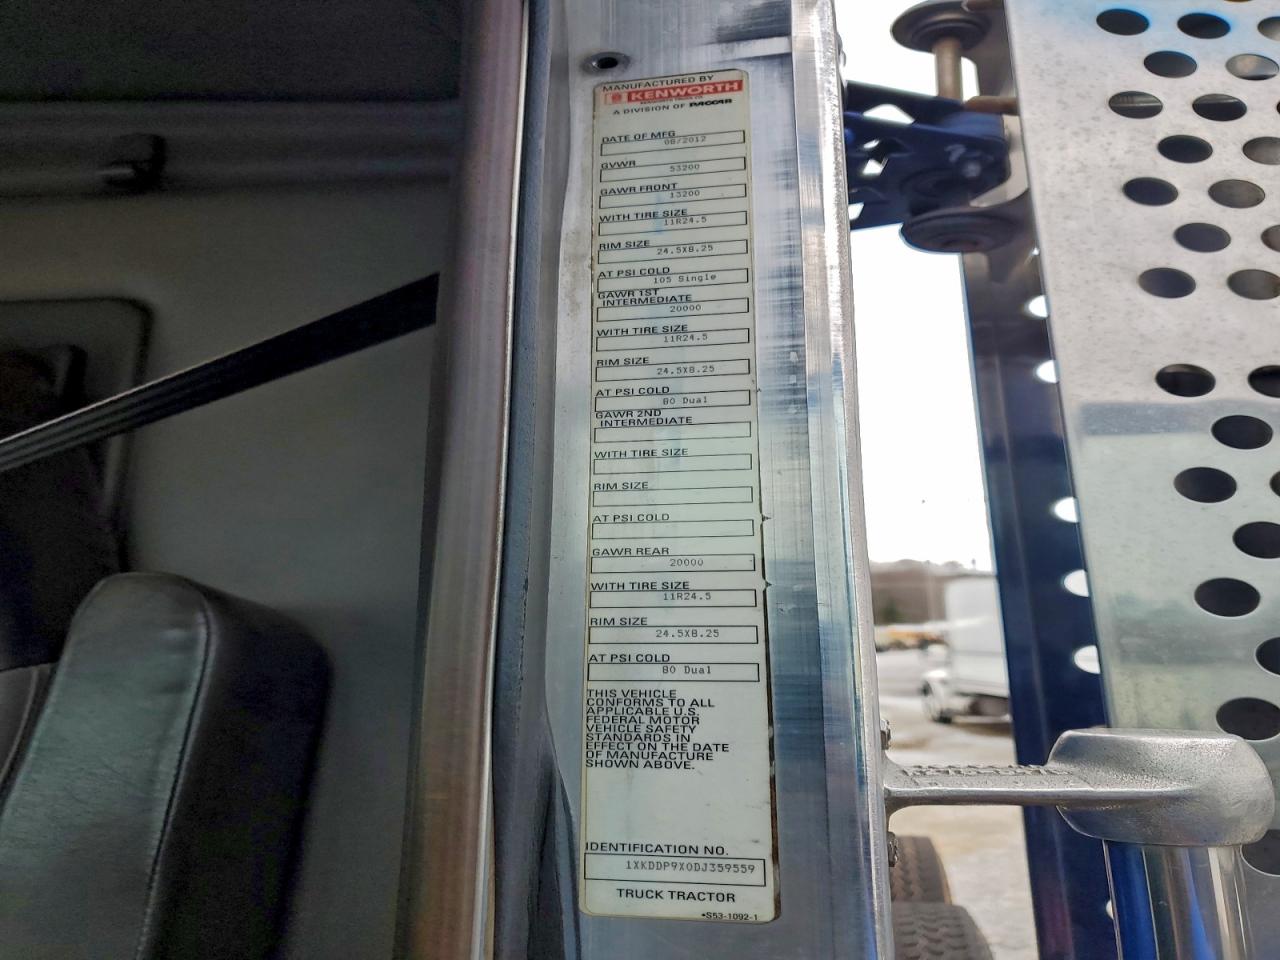 MANUFACTURED BY
KENWORTH
A DIVISION OF PACCAR
DATE OF MFG
08/2012
GVWR
53200
GAWR FRONT
13200
WITH TIRE SIZE
11R24.5
RIM SIZE
24.5X8.25
AT PSI COLD
105 Single
GAWR 1ST
INTERMEDIATE
20000
WITH TIRE SIZE
11R24.5
RIM SIZE
24.5X8.25
AT PSI COLD
80 Dual
GAWR 2ND
INTERMEDIATE
WITH TIRE SIZE
RIM SIZE
AT PSI COLD
GAWR REAR
20000
WITH TIRE SIZE
11R24.5
RIM SIZE
24.5X8.25
AT PSI COLD
80 Dual
THIS VEHICLE
CONFORMS TO ALL
APPLICABLE U.S.
FEDERAL MOTOR
VEHICLE SAFETY
STANDARDS IN
EFFECT ON THE DATE
OF MANUFACTURE
SHOWN ABOVE.
IDENTIFICATION NO.
1XKDDP9X0DJ359559
TRUCK TRACTOR
•S53-1092-1